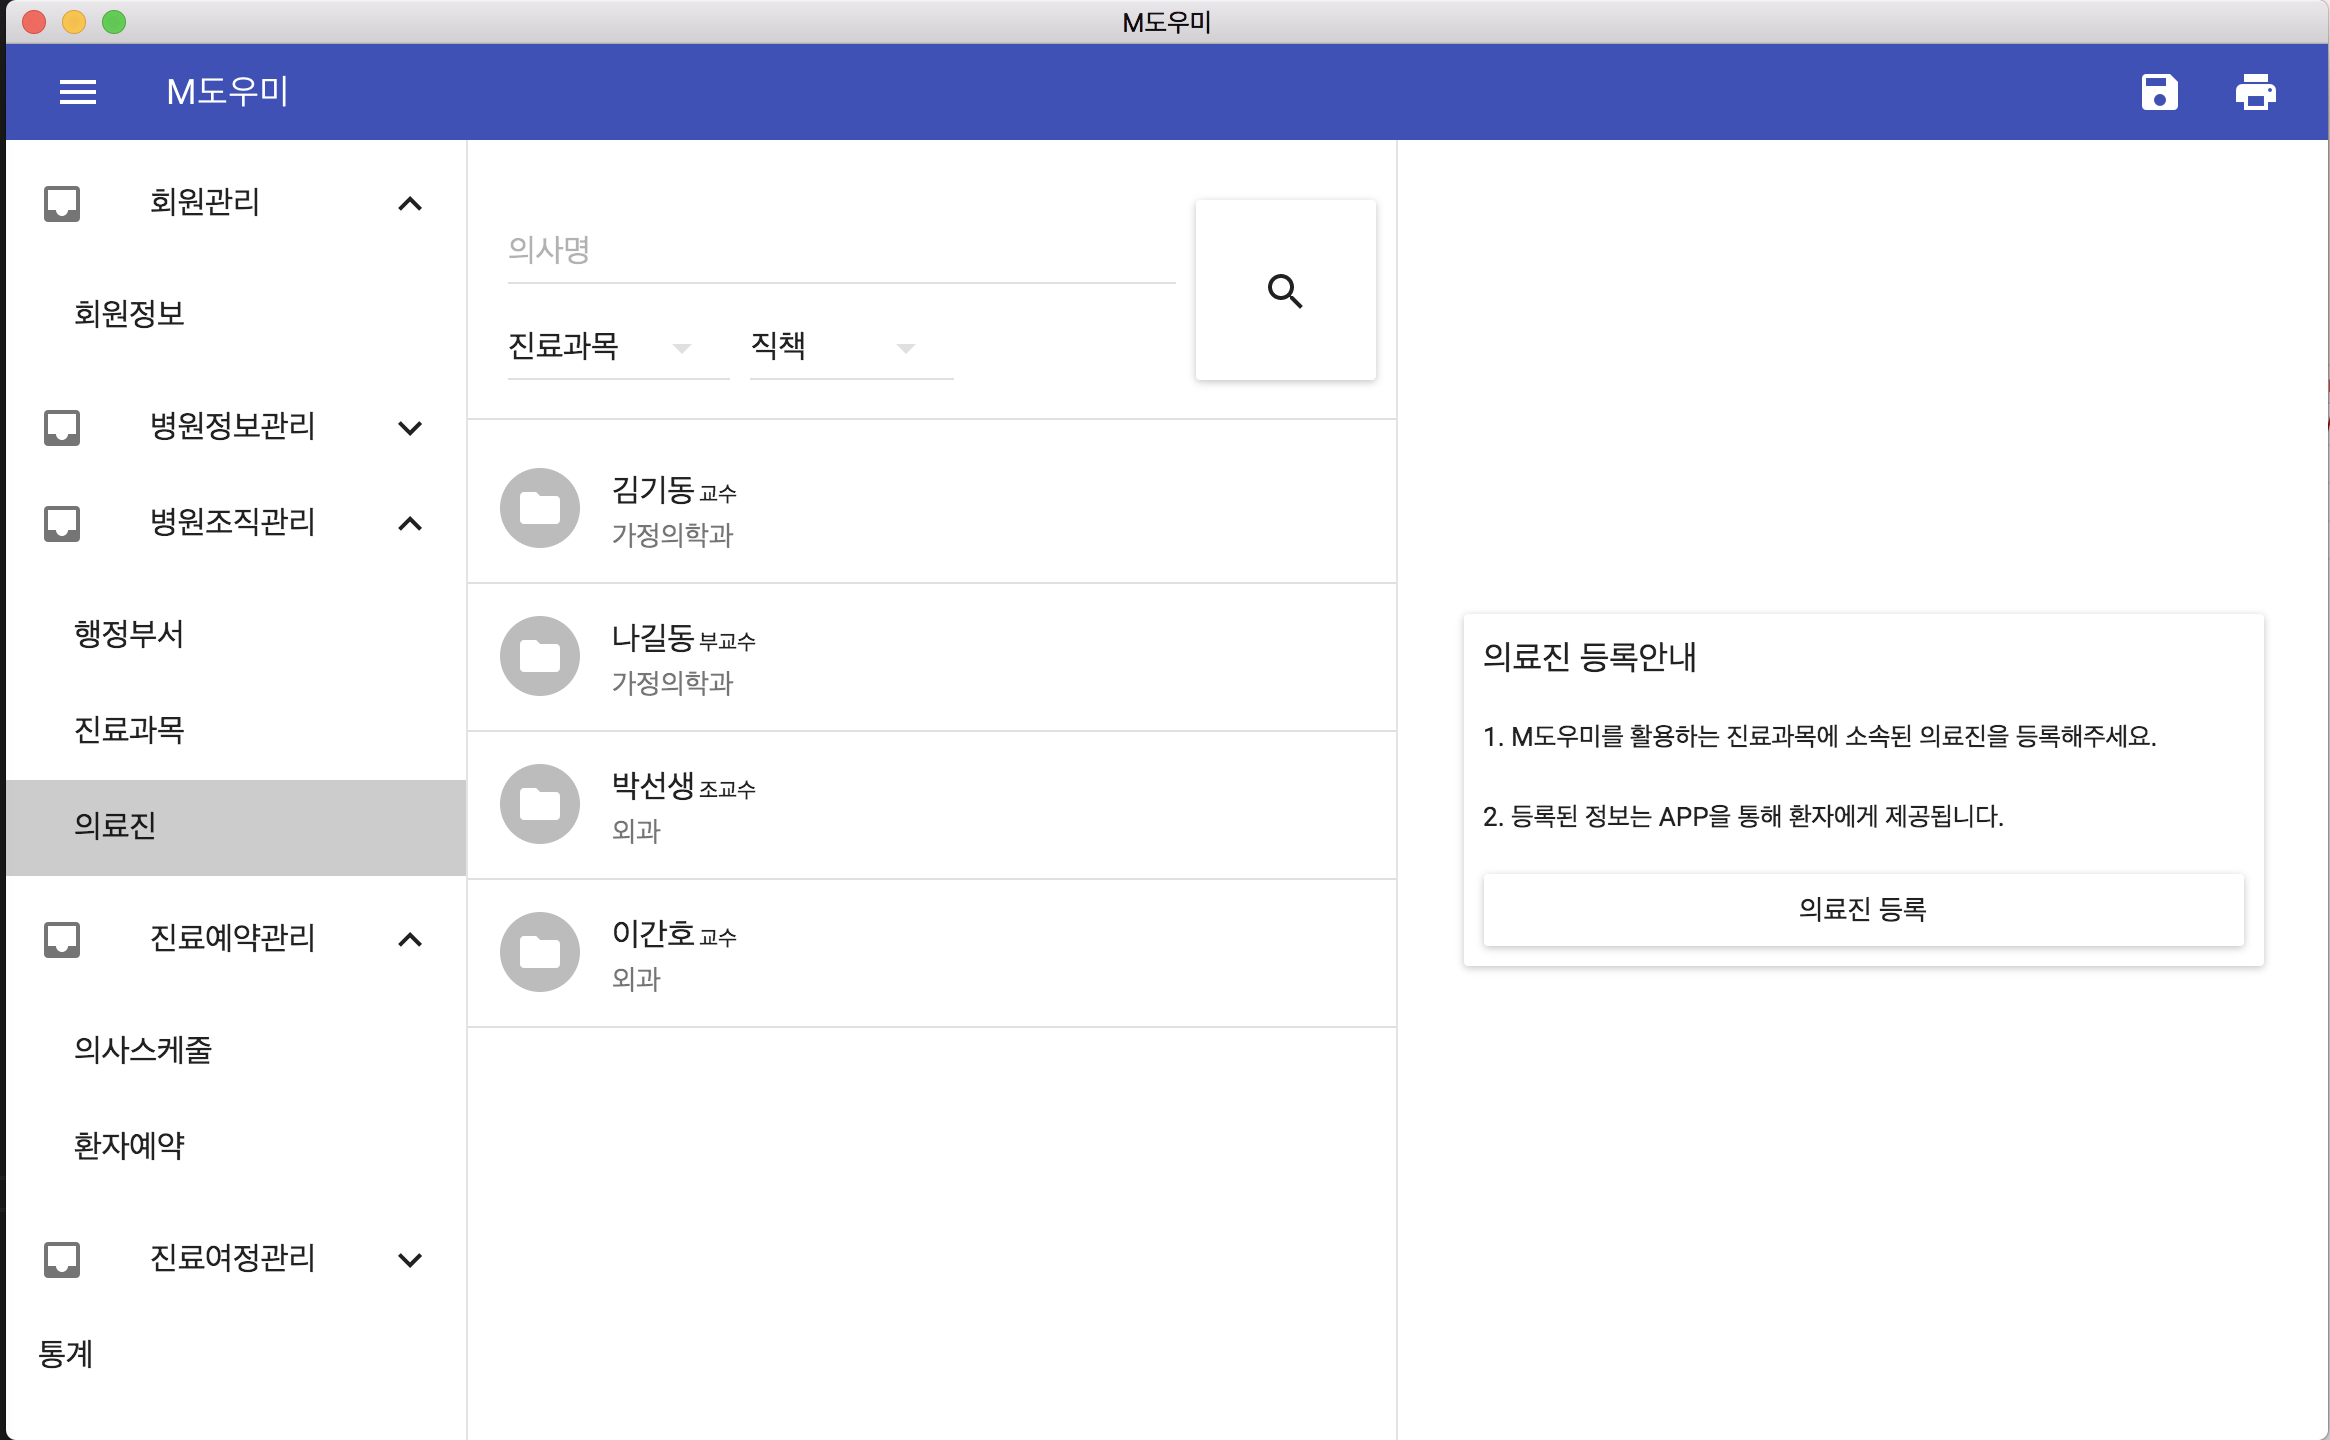 M도우미
M도우미
회원관리
회원정보
병원정보관리
병원조직관리
행정부서
진료과목
의료진
진료예약관리
의사스케줄
환자예약
진료여정관리
통계
의사명
진료과목 직책
김기동 교수
가정의학과
나길동 부교수
가정의학과
박선생 조교수
외과
이간호 교수
외과
의료진 등록안내
1. M도우미를 활용하는 진료과목에 소속된 의료진을 등록해주세요.
2. 등록된 정보는 APP을 통해 환자에게 제공됩니다.
의료진 등록